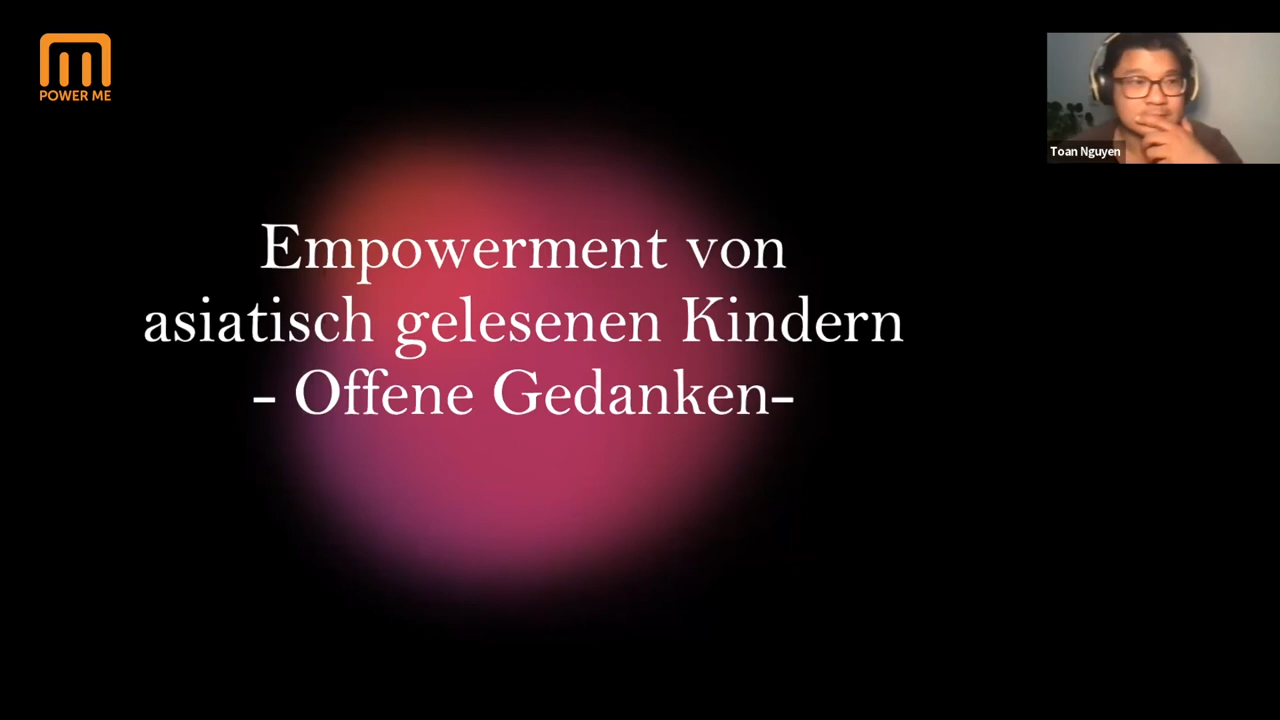 POWER ME
Toan Nguyen
Empowerment von
asiatisch gelesenen Kindern
- Offene Gedanken-